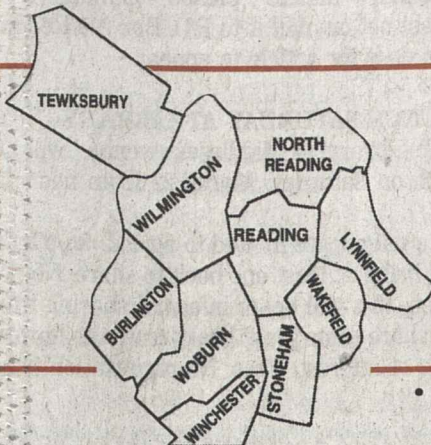 TEWKSBURY
WILMINGTON
NORTH
READING
READING
LYNNFIELD
BURLINGTON
WAKEFIELD
WOBURN
STONEHAM
WINCHESTER